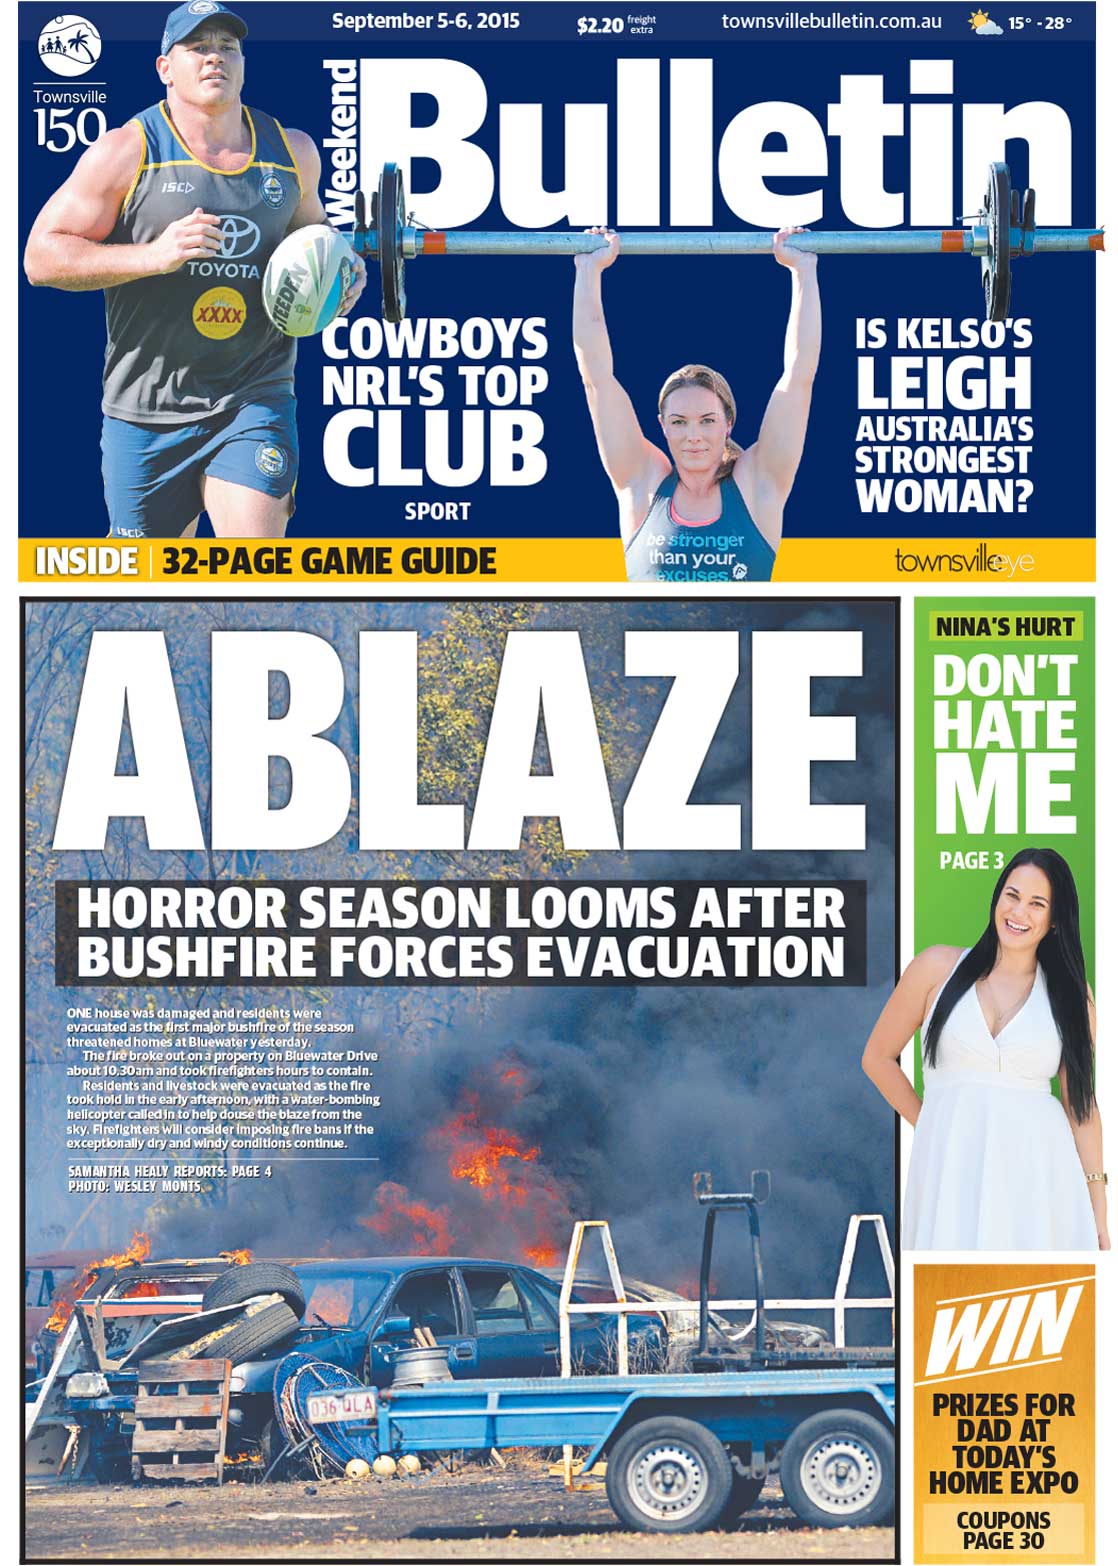 September 5-6, 2015
$2.20 freight extra
townsvillebulletin.com.au
15° - 28°
Townsville
150
Weekend
Bulletin
ISC
TOYOTA
XXXX
STEEDEN
ISC
COWBOYS
NRL'S TOP
CLUB
SPORT
be stronger
than your
excuses.
IS KELSO'S
LEIGH
AUSTRALIA'S
STRONGEST
WOMAN?
INSIDE | 32-PAGE GAME GUIDE
townsvilleeye
ABLAZE
HORROR SEASON LOOMS AFTER
BUSHFIRE FORCES EVACUATION
ONE house was damaged and residents were
evacuated as the first major bushfire of the season
threatened homes at Bluewater yesterday.
The fire broke out on a property on Bluewater Drive
about 10.30am and took firefighters hours to contain.
Residents and livestock were evacuated as the fire
took hold in the early afternoon, with a water-bombing
helicopter called in to help douse the blaze from the
sky. Firefighters will consider imposing fire bans if the
exceptionally dry and windy conditions continue.
SAMANTHA HEALY REPORTS: PAGE 4
PHOTO: WESLEY MONTS
036-QLA
NINA'S HURT
DON'T
HATE
ME
PAGE 3
WIN
PRIZES FOR
DAD AT
TODAY'S
HOME EXPO
COUPONS
PAGE 30